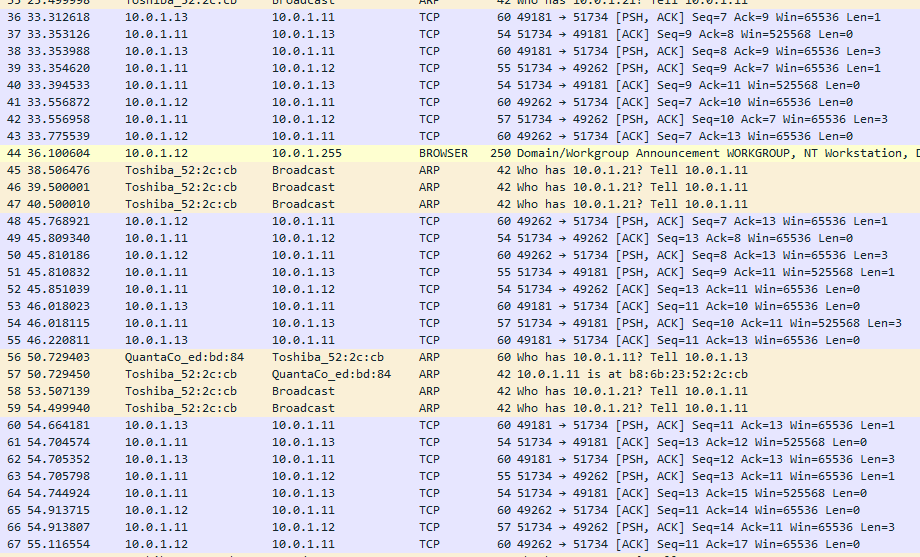 35 25.499998 Toshiba_52:2c:cb Broadcast ARP 42 Who has 10.0.1.21? Tell 10.0.1.11
36 33.312618 10.0.1.13 10.0.1.11 TCP 60 49181 → 51734 [PSH, ACK] Seq=7 Ack=9 Win=65536 Len=1
37 33.353126 10.0.1.11 10.0.1.13 TCP 54 51734 → 49181 [ACK] Seq=9 Ack=8 Win=525568 Len=0
38 33.353988 10.0.1.13 10.0.1.11 TCP 60 49181 → 51734 [PSH, ACK] Seq=8 Ack=9 Win=65536 Len=3
39 33.354620 10.0.1.11 10.0.1.12 TCP 55 51734 → 49262 [PSH, ACK] Seq=9 Ack=7 Win=65536 Len=1
40 33.394533 10.0.1.11 10.0.1.13 TCP 54 51734 → 49181 [ACK] Seq=9 Ack=11 Win=525568 Len=0
41 33.556872 10.0.1.12 10.0.1.11 TCP 60 49262 → 51734 [ACK] Seq=7 Ack=10 Win=65536 Len=0
42 33.556958 10.0.1.11 10.0.1.12 TCP 57 51734 → 49262 [PSH, ACK] Seq=10 Ack=7 Win=65536 Len=3
43 33.775539 10.0.1.12 10.0.1.11 TCP 60 49262 → 51734 [ACK] Seq=7 Ack=13 Win=65536 Len=0
44 36.100604 10.0.1.12 10.0.1.255 BROWSER 250 Domain/Workgroup Announcement WORKGROUP, NT Workstation, D
45 38.506476 Toshiba_52:2c:cb Broadcast ARP 42 Who has 10.0.1.21? Tell 10.0.1.11
46 39.500001 Toshiba_52:2c:cb Broadcast ARP 42 Who has 10.0.1.21? Tell 10.0.1.11
47 40.500010 Toshiba_52:2c:cb Broadcast ARP 42 Who has 10.0.1.21? Tell 10.0.1.11
48 45.768921 10.0.1.12 10.0.1.11 TCP 60 49262 → 51734 [PSH, ACK] Seq=7 Ack=13 Win=65536 Len=1
49 45.809340 10.0.1.11 10.0.1.12 TCP 54 51734 → 49262 [ACK] Seq=13 Ack=8 Win=65536 Len=0
50 45.810186 10.0.1.12 10.0.1.11 TCP 60 49262 → 51734 [PSH, ACK] Seq=8 Ack=13 Win=65536 Len=3
51 45.810832 10.0.1.11 10.0.1.13 TCP 55 51734 → 49181 [PSH, ACK] Seq=9 Ack=11 Win=525568 Len=1
52 45.851039 10.0.1.11 10.0.1.12 TCP 54 51734 → 49262 [ACK] Seq=13 Ack=11 Win=65536 Len=0
53 46.018023 10.0.1.13 10.0.1.11 TCP 60 49181 → 51734 [ACK] Seq=11 Ack=10 Win=65536 Len=0
54 46.018115 10.0.1.11 10.0.1.13 TCP 57 51734 → 49181 [PSH, ACK] Seq=10 Ack=11 Win=525568 Len=3
55 46.220811 10.0.1.13 10.0.1.11 TCP 60 49181 → 51734 [ACK] Seq=11 Ack=13 Win=65536 Len=0
56 50.729403 QuantaCo_ed:bd:84 Toshiba_52:2c:cb ARP 60 Who has 10.0.1.11? Tell 10.0.1.13
57 50.729450 Toshiba_52:2c:cb QuantaCo_ed:bd:84 ARP 42 10.0.1.11 is at b8:6b:23:52:2c:cb
58 53.507139 Toshiba_52:2c:cb Broadcast ARP 42 Who has 10.0.1.21? Tell 10.0.1.11
59 54.499940 Toshiba_52:2c:cb Broadcast ARP 42 Who has 10.0.1.21? Tell 10.0.1.11
60 54.664181 10.0.1.13 10.0.1.11 TCP 60 49181 → 51734 [PSH, ACK] Seq=11 Ack=13 Win=65536 Len=1
61 54.704574 10.0.1.11 10.0.1.13 TCP 54 51734 → 49181 [ACK] Seq=13 Ack=12 Win=525568 Len=0
62 54.705352 10.0.1.13 10.0.1.11 TCP 60 49181 → 51734 [PSH, ACK] Seq=12 Ack=13 Win=65536 Len=3
63 54.705798 10.0.1.11 10.0.1.12 TCP 55 51734 → 49262 [PSH, ACK] Seq=13 Ack=11 Win=65536 Len=1
64 54.744924 10.0.1.11 10.0.1.13 TCP 54 51734 → 49181 [ACK] Seq=13 Ack=15 Win=525568 Len=0
65 54.913715 10.0.1.12 10.0.1.11 TCP 60 49262 → 51734 [ACK] Seq=11 Ack=14 Win=65536 Len=0
66 54.913807 10.0.1.11 10.0.1.12 TCP 57 51734 → 49262 [PSH, ACK] Seq=14 Ack=11 Win=65536 Len=3
67 55.116554 10.0.1.12 10.0.1.11 TCP 60 49262 → 51734 [ACK] Seq=11 Ack=17 Win=65536 Len=0